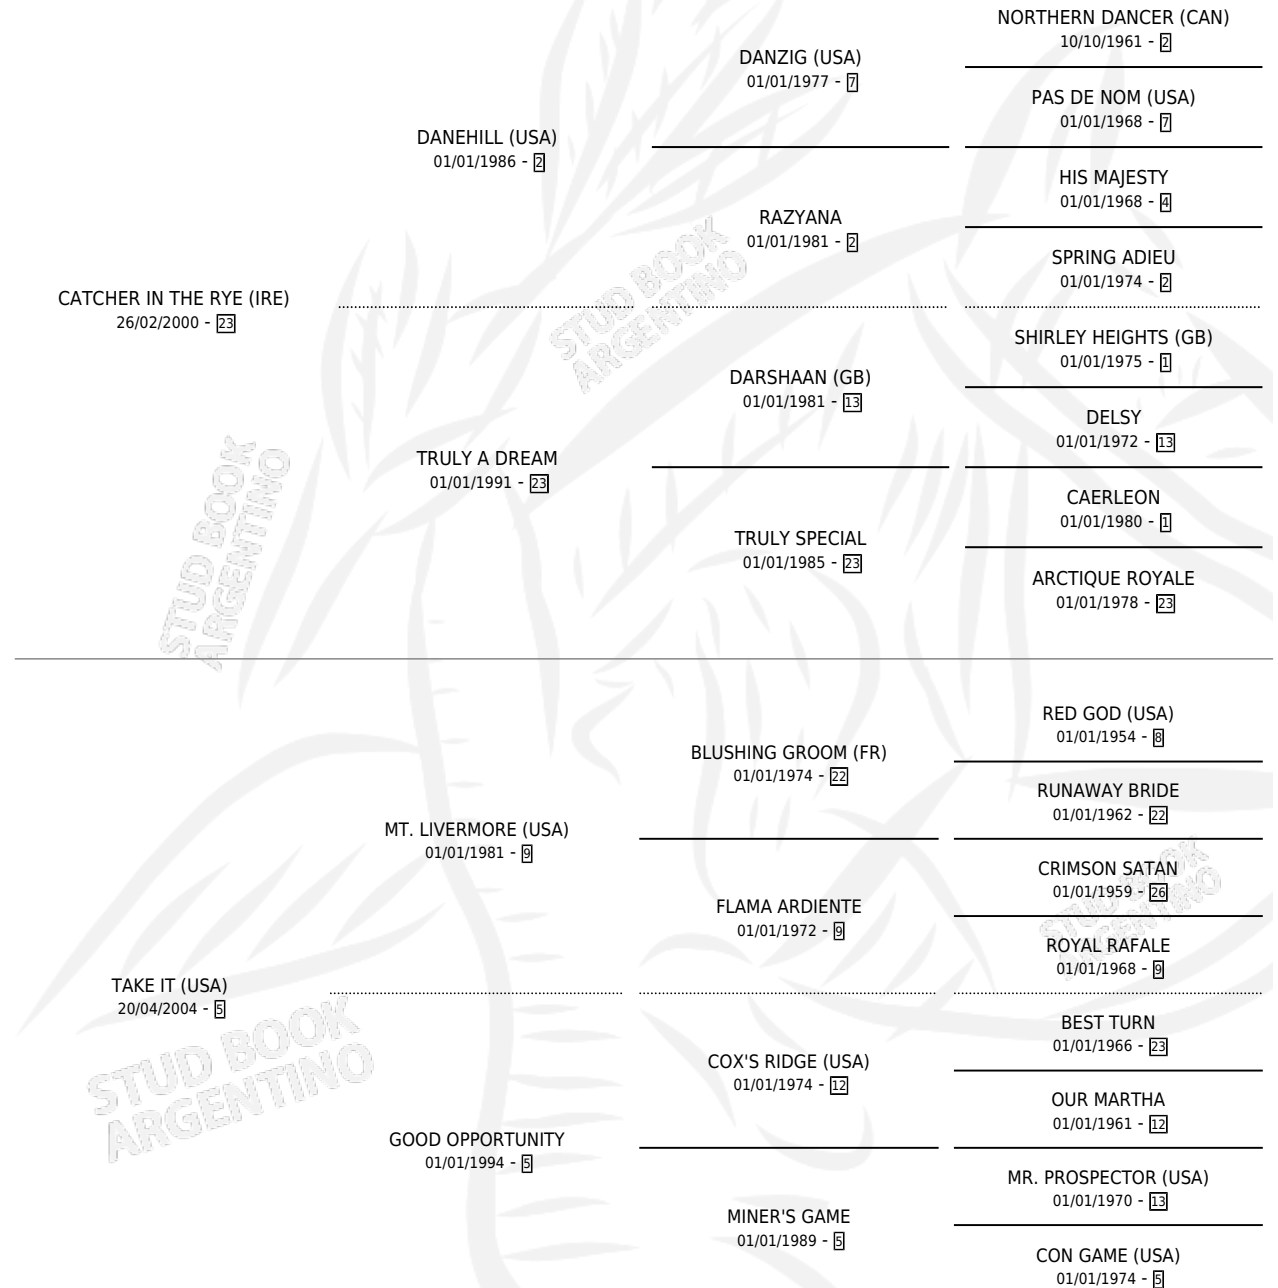 NORTHERN DANCER (CAN)
10/10/1961 - 2
DANZIG (USA)
01/01/1977 - 7
PAS DE NOM (USA)
01/01/1968 - 7
DANEHILL (USA)
01/01/1986 - 2
HIS MAJESTY
01/01/1968 - 4
RAZYANA
01/01/1981 - 2
SPRING ADIEU
01/01/1974 - 2
CATCHER IN THE RYE (IRE)
26/02/2000 - 23
SHIRLEY HEIGHTS (GB)
01/01/1975 - 1
DARSHAAN (GB)
01/01/1981 - 13
DELSY
01/01/1972 - 13
TRULY A DREAM
01/01/1991 - 23
CAERLEON
01/01/1980 - 1
TRULY SPECIAL
01/01/1985 - 23
ARCTIQUE ROYALE
01/01/1978 - 23
STUD BOOK
ARGENTINO
STUD BOOK
ARGENTINO
RED GOD (USA)
01/01/1954 - 8
BLUSHING GROOM (FR)
01/01/1974 - 22
RUNAWAY BRIDE
01/01/1962 - 22
MT. LIVERMORE (USA)
01/01/1981 - 9
CRIMSON SATAN
01/01/1959 - 26
FLAMA ARDIENTE
01/01/1972 - 9
ROYAL RAFALE
01/01/1968 - 9
STUD BOOK
ARGENTINO
TAKE IT (USA)
20/04/2004 - 5
BEST TURN
01/01/1966 - 23
COX'S RIDGE (USA)
01/01/1974 - 12
OUR MARTHA
01/01/1961 - 12
STUD BOOK
ARGENTINO
GOOD OPPORTUNITY
01/01/1994 - 5
MR. PROSPECTOR (USA)
01/01/1970 - 13
MINER'S GAME
01/01/1989 - 5
CON GAME (USA)
01/01/1974 - 5